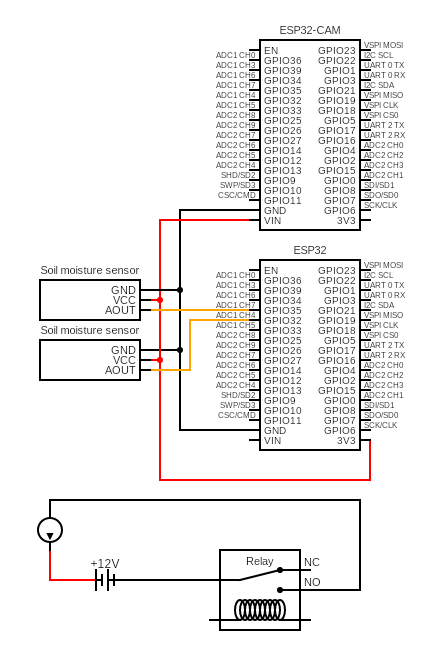 ESP32-CAM
EN GPIO23 VSPI MOSI
ADC1 CH0 GPIO36 GPIO22 I2C SCL
ADC1 CH3 GPIO39 GPIO1 UART 0 TX
ADC1 CH6 GPIO34 GPIO3 UART 0 RX
ADC1 CH7 GPIO35 GPIO21 I2C SDA
ADC1 CH4 GPIO32 GPIO19 VSPI MISO
ADC1 CH5 GPIO33 GPIO18 VSPI CLK
ADC2 CH8 GPIO25 GPIO5 VSPI CS0
ADC2 CH9 GPIO26 GPIO17 UART 2 TX
ADC2 CH7 GPIO27 GPIO16 UART 2 RX
ADC2 CH6 GPIO14 GPIO4 ADC2 CH0
ADC2 CH5 GPIO12 GPIO2 ADC2 CH2
ADC2 CH4 GPIO13 GPIO15 ADC2 CH3
SHD/SD2 GPIO9 GPIO0 ADC2 CH1
SWP/SD3 GPIO10 GPIO8 SDI/SD1
CSC/CMD GPIO11 GPIO7 SDO/SD0
GND GPIO6 SCK/CLK
VIN 3V3
ESP32
EN GPIO23 VSPI MOSI
ADC1 CH0 GPIO36 GPIO22 I2C SCL
ADC1 CH3 GPIO39 GPIO1 UART 0 TX
ADC1 CH6 GPIO34 GPIO3 UART 0 RX
ADC1 CH7 GPIO35 GPIO21 I2C SDA
ADC1 CH4 GPIO32 GPIO19 VSPI MISO
ADC1 CH5 GPIO33 GPIO18 VSPI CLK
ADC2 CH8 GPIO25 GPIO5 VSPI CS0
ADC2 CH9 GPIO26 GPIO17 UART 2 TX
ADC2 CH7 GPIO27 GPIO16 UART 2 RX
ADC2 CH6 GPIO14 GPIO4 ADC2 CH0
ADC2 CH5 GPIO12 GPIO2 ADC2 CH2
ADC2 CH4 GPIO13 GPIO15 ADC2 CH3
SHD/SD2 GPIO9 GPIO0 ADC2 CH1
SWP/SD3 GPIO10 GPIO8 SDI/SD1
CSC/CMD GPIO11 GPIO7 SDO/SD0
GND GPIO6 SCK/CLK
VIN 3V3
Soil moisture sensor
GND
VCC
AOUT
Soil moisture sensor
GND
VCC
AOUT
+12V
Relay
NC
NO